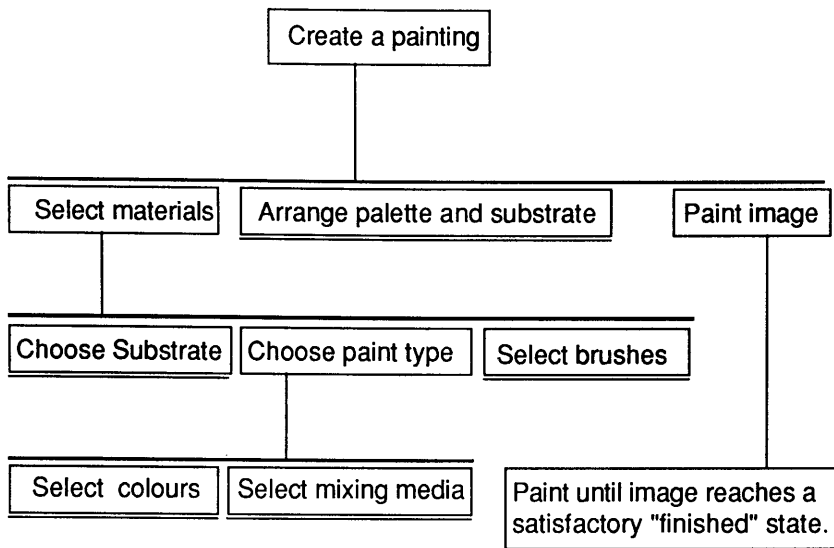 Create a painting
Select materials
Arrange palette and substrate
Paint image
Choose Substrate
Choose paint type
Select brushes
Select colours
Select mixing media
Paint until image reaches a
satisfactory "finished" state.